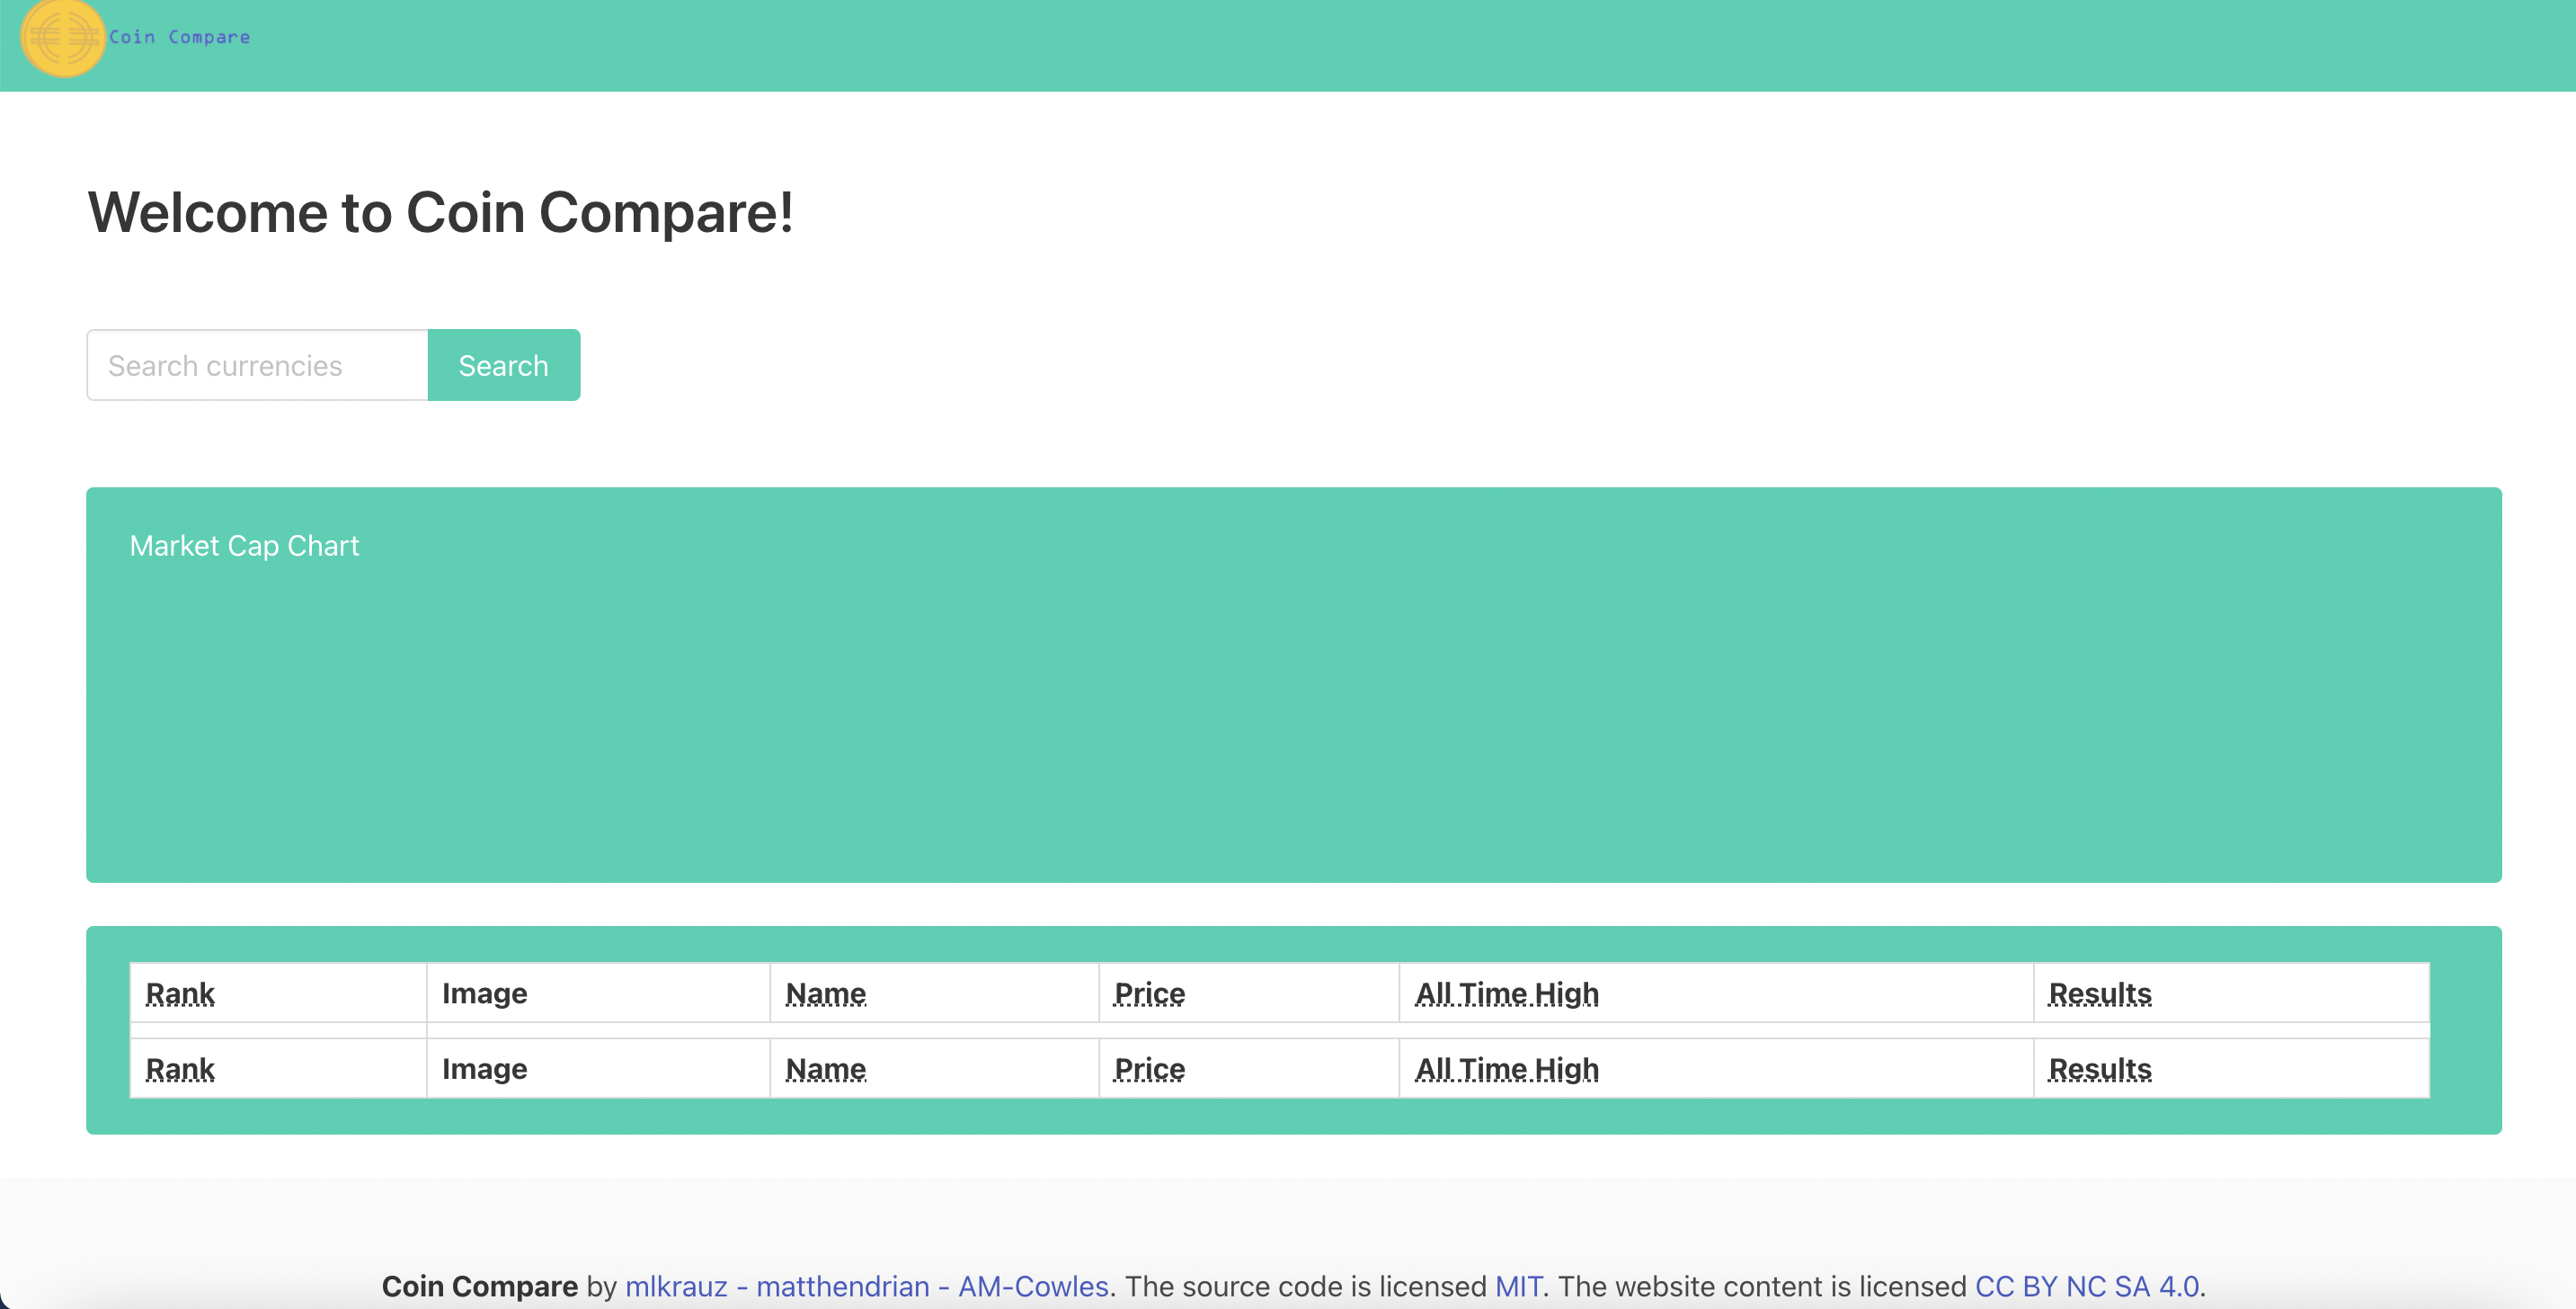 Coin Compare
Welcome to Coin Compare!
Search currencies Search
Market Cap Chart
Rank Image Name Price All Time High Results
Rank Image Name Price All Time High Results
Coin Compare by mlkrauz - matthendrian - AM-Cowles. The source code is licensed MIT. The website content is licensed CC BY NC SA 4.0.